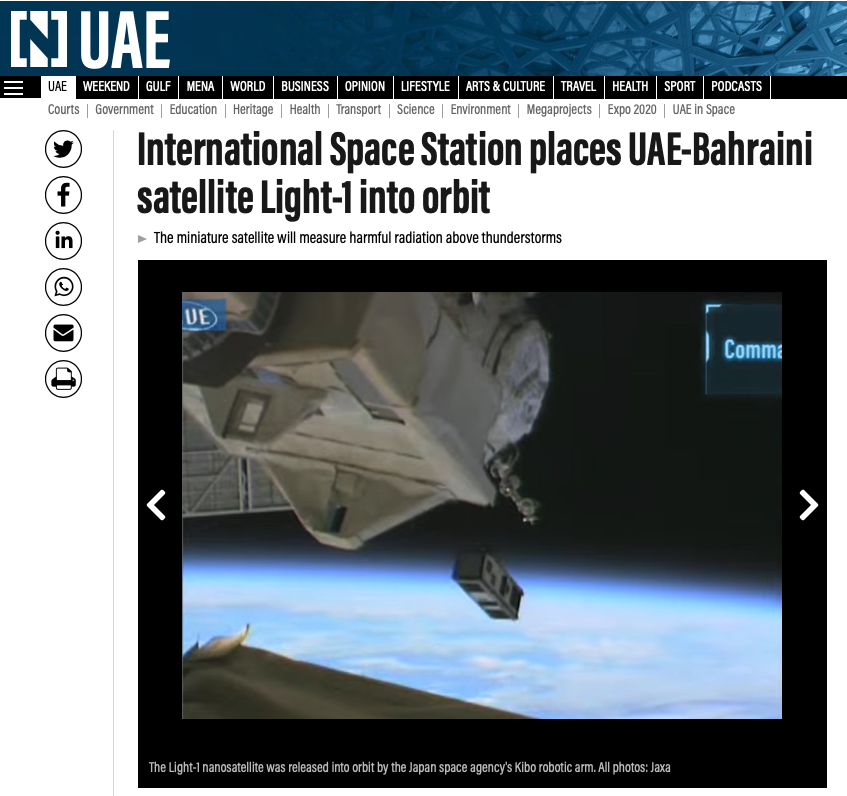 N UAE
UAE WEEKEND GULF MENA WORLD BUSINESS OPINION LIFESTYLE ARTS & CULTURE TRAVEL HEALTH SPORT PODCASTS
Courts Government Education Heritage Health Transport Science Environment Megaprojects Expo 2020 UAE in Space
International Space Station places UAE-Bahraini
satellite Light-1 into orbit
The miniature satellite will measure harmful radiation above thunderstorms
UE
Comma
The Light-1 nanosatellite was released into orbit by the Japan space agency's Kibo robotic arm. All photos: Jaxa